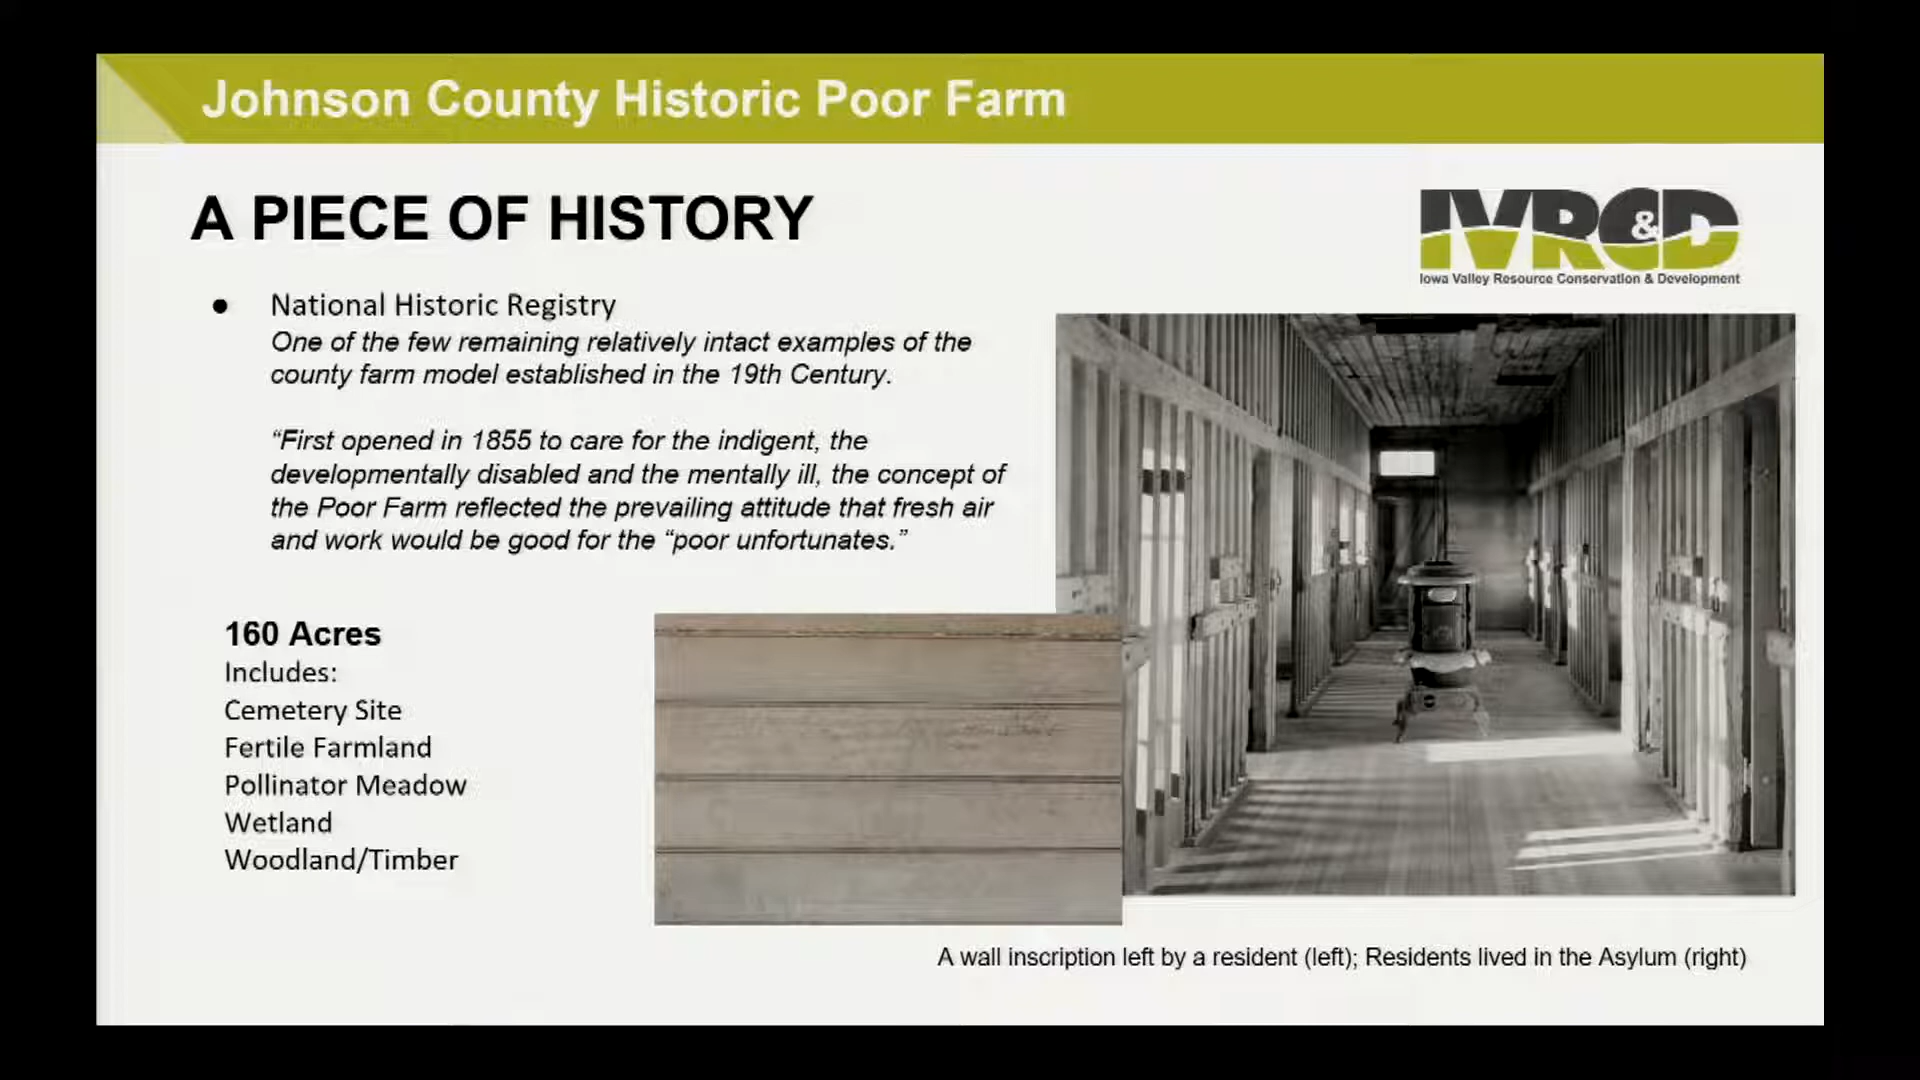 Johnson County Historic Poor Farm
A PIECE OF HISTORY
IVRC&D
Iowa Valley Resource Conservation & Development
● National Historic Registry
One of the few remaining relatively intact examples of the
county farm model established in the 19th Century.
“First opened in 1855 to care for the indigent, the
developmentally disabled and the mentally ill, the concept of
the Poor Farm reflected the prevailing attitude that fresh air
and work would be good for the “poor unfortunates.”
160 Acres
Includes:
Cemetery Site
Fertile Farmland
Pollinator Meadow
Wetland
Woodland/Timber
A wall inscription left by a resident (left); Residents lived in the Asylum (right)